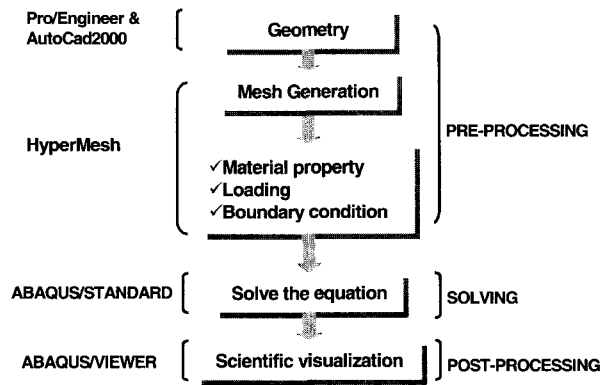 Pro/Engineer &
AutoCad2000
Geometry
Mesh Generation
HyperMesh
PRE-PROCESSING
✓Material property
✓Loading
✓Boundary condition
ABAQUS/STANDARD
Solve the equation
SOLVING
ABAQUS/VIEWER
Scientific visualization
POST-PROCESSING